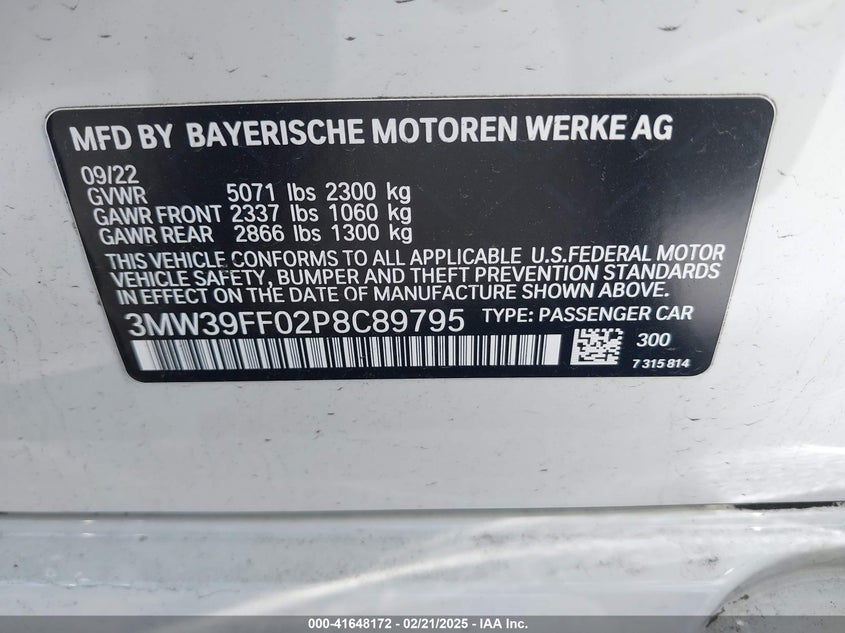 MFD BY BAYERISCHE MOTOREN WERKE AG
09/22
GVWR 5071 lbs 2300 kg
GAWR FRONT 2337 lbs 1060 kg
GAWR REAR 2866 lbs 1300 kg
THIS VEHICLE CONFORMS TO ALL APPLICABLE U.S.FEDERAL MOTOR
VEHICLE SAFETY, BUMPER AND THEFT PREVENTION STANDARDS
IN EFFECT ON THE DATE OF MANUFACTURE SHOWN ABOVE.
3MW39FF02P8C89795 TYPE: PASSENGER CAR
300
7 315 814
000-41648172 - 02/21/2025 - IAA Inc.